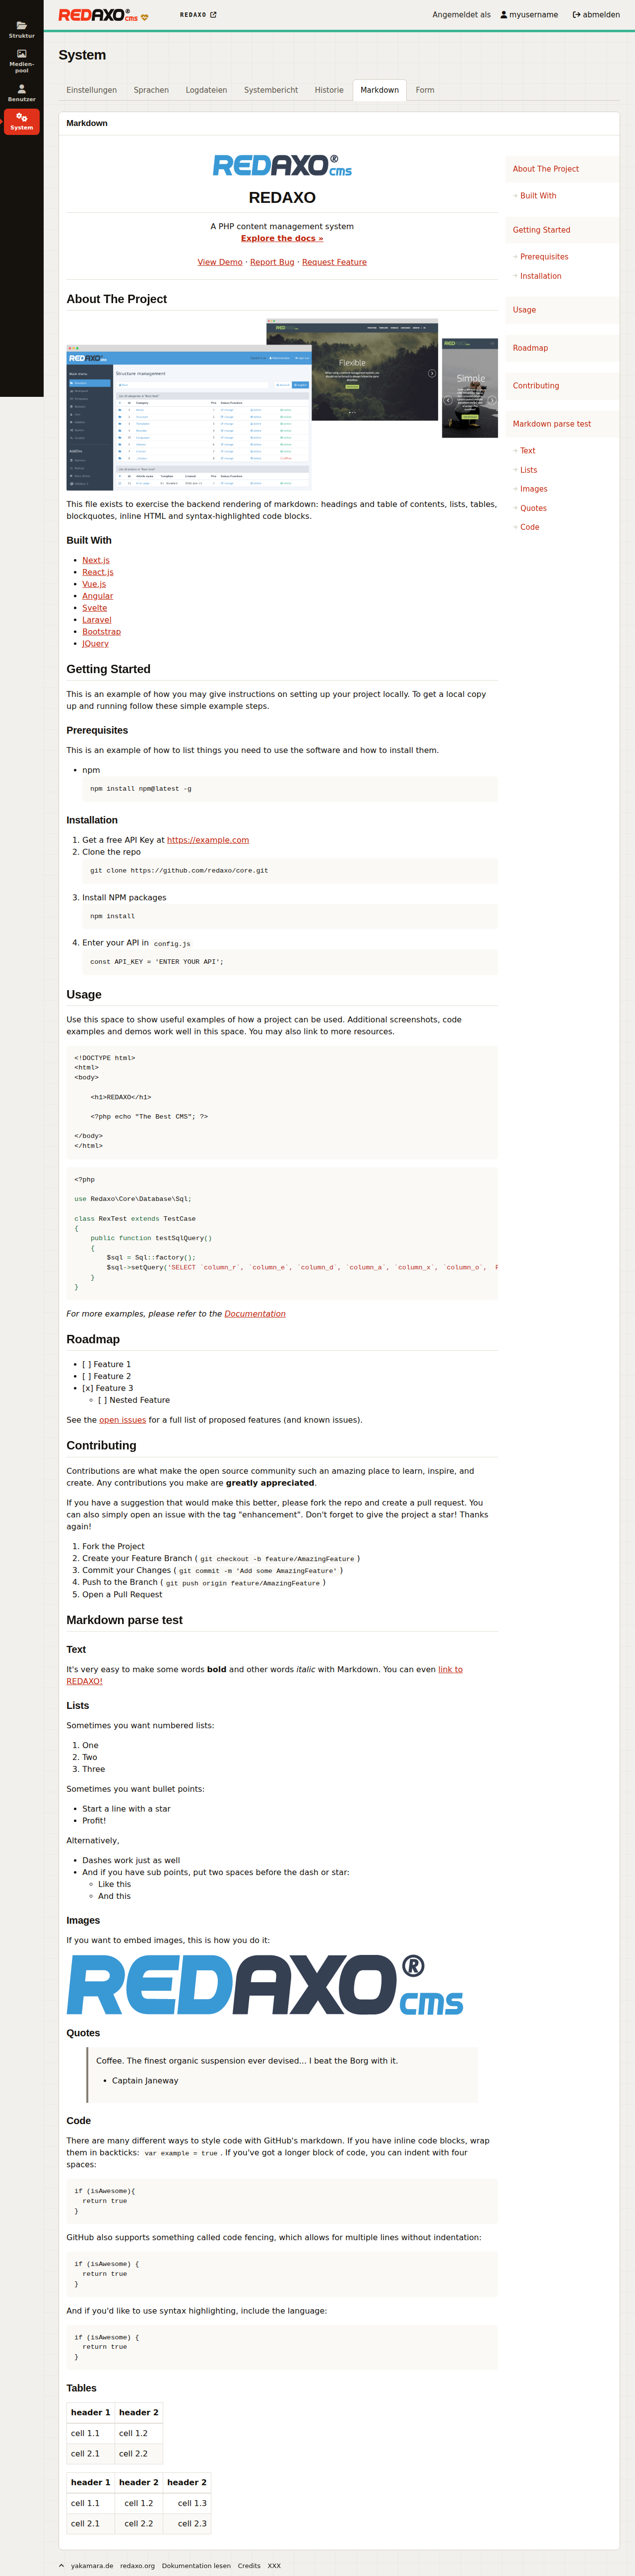 REDAXO® cms
REDAXO
Angemeldet als myusername abmelden
Struktur
Medien-
pool
Benutzer
System
System
Einstellungen Sprachen Logdateien Systembericht Historie Markdown Form
Markdown
REDAXO® cms
REDAXO
A PHP content management system
Explore the docs »
View Demo · Report Bug · Request Feature
About The Project
Built With
Getting Started
Prerequisites
Installation
Usage
Roadmap
Contributing
Markdown parse test
Text
Lists
Images
Quotes
Code
About The Project
REDAXO
Structure management
Flexible
Simple
This file exists to exercise the backend rendering of markdown: headings and table of contents, lists, tables,
blockquotes, inline HTML and syntax-highlighted code blocks.
Built With
• Next.js
• React.js
• Vue.js
• Angular
• Svelte
• Laravel
• Bootstrap
• JQuery
Getting Started
This is an example of how you may give instructions on setting up your project locally. To get a local copy
up and running follow these simple example steps.
Prerequisites
This is an example of how to list things you need to use the software and how to install them.
• npm
npm install npm@latest -g
Installation
1. Get a free API Key at https://example.com
2. Clone the repo
git clone https://github.com/redaxo/core.git
3. Install NPM packages
npm install
4. Enter your API in config.js
const API_KEY = 'ENTER YOUR API';
Usage
Use this space to show useful examples of how a project can be used. Additional screenshots, code
examples and demos work well in this space. You may also link to more resources.
<!DOCTYPE html>
<html>
<body>
<h1>REDAXO</h1>
<?php echo "The Best CMS"; ?>
</body>
</html>
<?php
use Redaxo\Core\Database\Sql;
class RexTest extends TestCase
{
public function testSqlQuery()
{
$sql = Sql::factory();
$sql->setQuery('SELECT `column_r`, `column_e`, `column_d`, `column_a`, `column_x`, `column_o`,
}
}
For more examples, please refer to the Documentation
Roadmap
• [ ] Feature 1
• [ ] Feature 2
• [x] Feature 3
◦ [ ] Nested Feature
See the open issues for a full list of proposed features (and known issues).
Contributing
Contributions are what make the open source community such an amazing place to learn, inspire, and
create. Any contributions you make are greatly appreciated.
If you have a suggestion that would make this better, please fork the repo and create a pull request. You
can also simply open an issue with the tag "enhancement". Don't forget to give the project a star! Thanks
again!
1. Fork the Project
2. Create your Feature Branch ( git checkout -b feature/AmazingFeature )
3. Commit your Changes ( git commit -m 'Add some AmazingFeature' )
4. Push to the Branch ( git push origin feature/AmazingFeature )
5. Open a Pull Request
Markdown parse test
Text
It's very easy to make some words bold and other words italic with Markdown. You can even link to
REDAXO!
Lists
Sometimes you want numbered lists:
1. One
2. Two
3. Three
Sometimes you want bullet points:
• Start a line with a star
• Profit!
Alternatively,
• Dashes work just as well
• And if you have sub points, put two spaces before the dash or star:
◦ Like this
◦ And this
Images
If you want to embed images, this is how you do it:
REDAXO® cms
Quotes
Coffee. The finest organic suspension ever devised... I beat the Borg with it.
• Captain Janeway
Code
There are many different ways to style code with GitHub's markdown. If you have inline code blocks, wrap
them in backticks: var example = true . If you've got a longer block of code, you can indent with four
spaces:
if (isAwesome){
return true
}
GitHub also supports something called code fencing, which allows for multiple lines without indentation:
if (isAwesome) {
return true
}
And if you'd like to use syntax highlighting, include the language:
if (isAwesome) {
return true
}
Tables
header 1 header 2
cell 1.1 cell 1.2
cell 2.1 cell 2.2
header 1 header 2 header 2
cell 1.1 cell 1.2 cell 1.3
cell 2.1 cell 2.2 cell 2.3
yakamara.de redaxo.org Dokumentation lesen Credits XXX